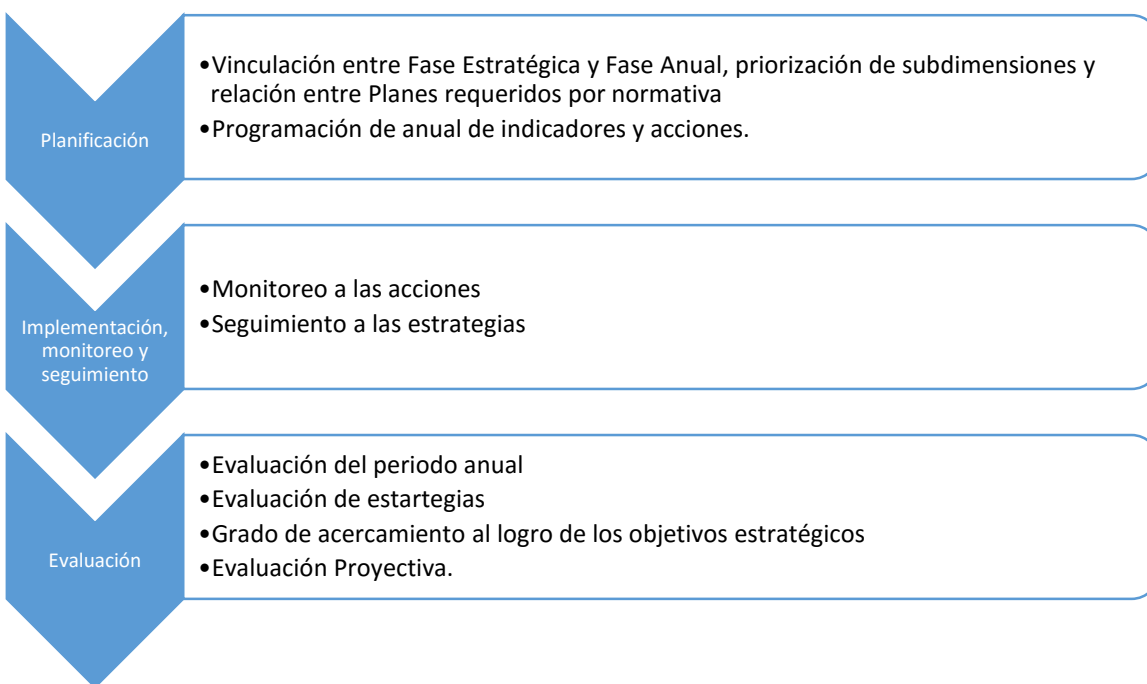 Planificación
•Vinculación entre Fase Estratégica y Fase Anual, priorización de subdimensiones y
relación entre Planes requeridos por normativa
•Programación de anual de indicadores y acciones.
Implementación,
monitoreo y
seguimiento
•Monitoreo a las acciones
•Seguimiento a las estrategias
Evaluación
•Evaluación del periodo anual
•Evaluación de estartegias
•Grado de acercamiento al logro de los objetivos estratégicos
•Evaluación Proyectiva.